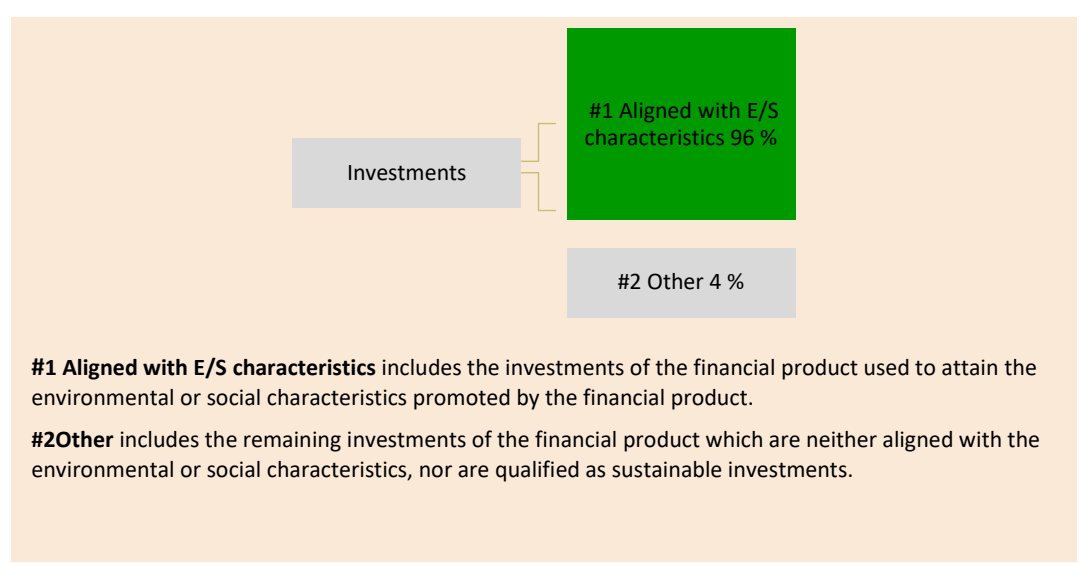 #1 Aligned with E/S
characteristics 96 %
Investments
#2 Other 4 %
#1 Aligned with E/S characteristics includes the investments of the financial product used to attain the
environmental or social characteristics promoted by the financial product.
#2Other includes the remaining investments of the financial product which are neither aligned with the
environmental or social characteristics, nor are qualified as sustainable investments.